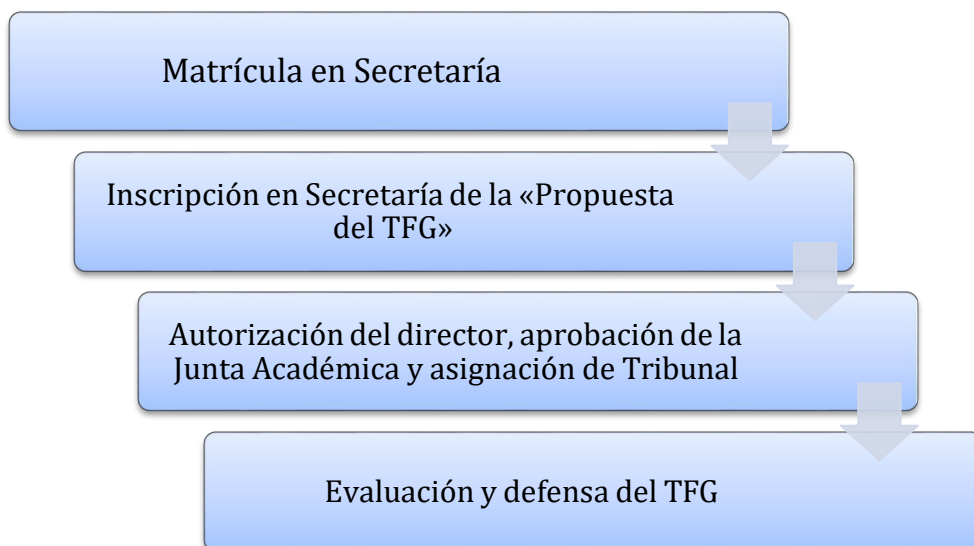 Matrícula en Secretaría
Inscripción en Secretaría de la «Propuesta
del TFG»
Autorización del director, aprobación de la
Junta Académica y asignación de Tribunal
Evaluación y defensa del TFG